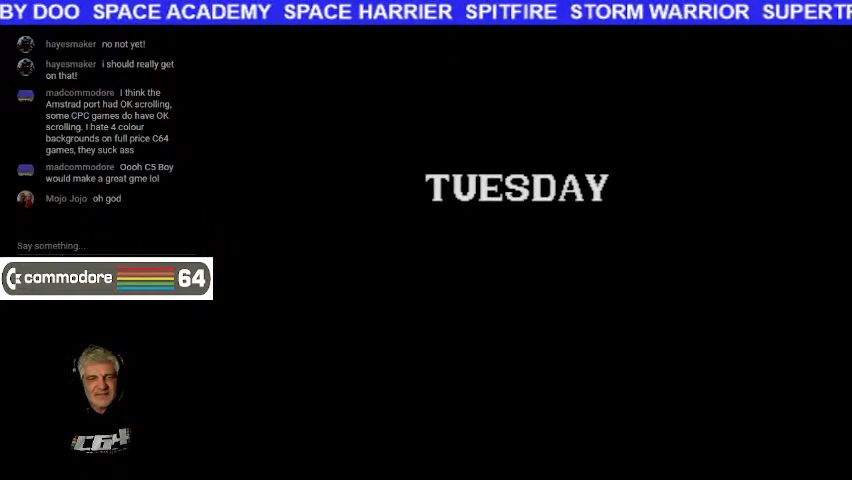 BY DOO SPACE ACADEMY SPACE HARRIER SPITFIRE STORM WARRIOR SUPERTR
hayesmaker no not yet!
hayesmaker i should really get
on that!
madcommodore I think the
Amstrad port had OK scrolling,
some CPC games do have OK
scrolling. I hate 4 colour
backgrounds on full price C64
games, they suck ass
madcommodore Oooh C5 Boy
would make a great gme lol
Mojo Jojo oh god
TUESDAY
Say something...
commodore 64
C64